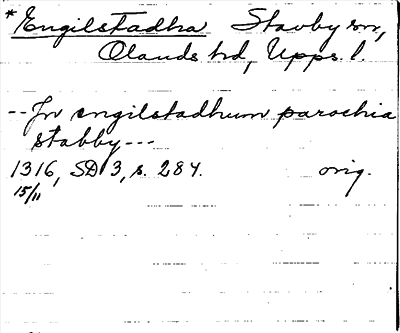 *Engilstadha Stavby sn,
Olands hd, Upps. l.
--In engilstadhum parochia
stabby---
1316, SD 3, s. 284. orig.
15/11